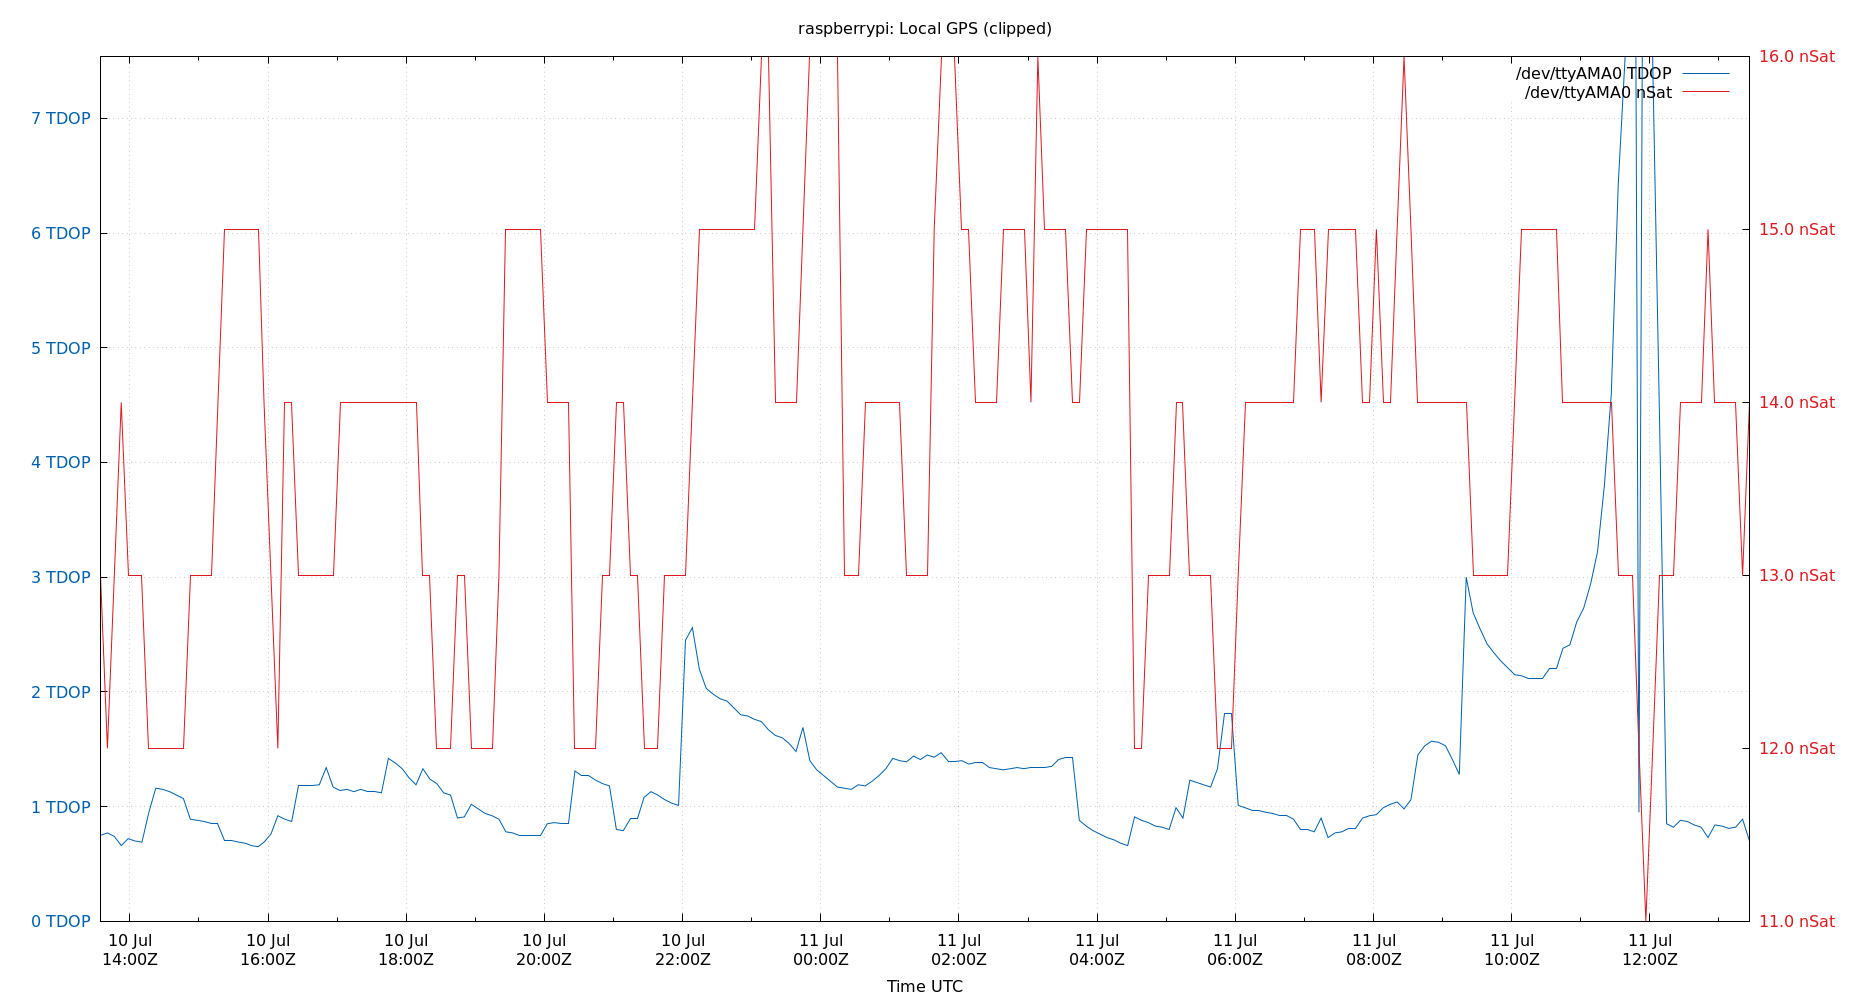 raspberrypi: Local GPS (clipped)
16.0 nSat
/dev/ttyAMA0 TDOP
/dev/ttyAMA0 nSat
7 TDOP
6 TDOP
15.0 nSat
5 TDOP
14.0 nSat
4 TDOP
3 TDOP
13.0 nSat
2 TDOP
12.0 nSat
1 TDOP
0 TDOP
11.0 nSat
10 Jul 10 Jul 10 Jul 10 Jul 10 Jul 11 Jul 11 Jul 11 Jul 11 Jul 11 Jul 11 Jul 11 Jul
14:00Z 16:00Z 18:00Z 20:00Z 22:00Z 00:00Z 02:00Z 04:00Z 06:00Z 08:00Z 10:00Z 12:00Z
Time UTC